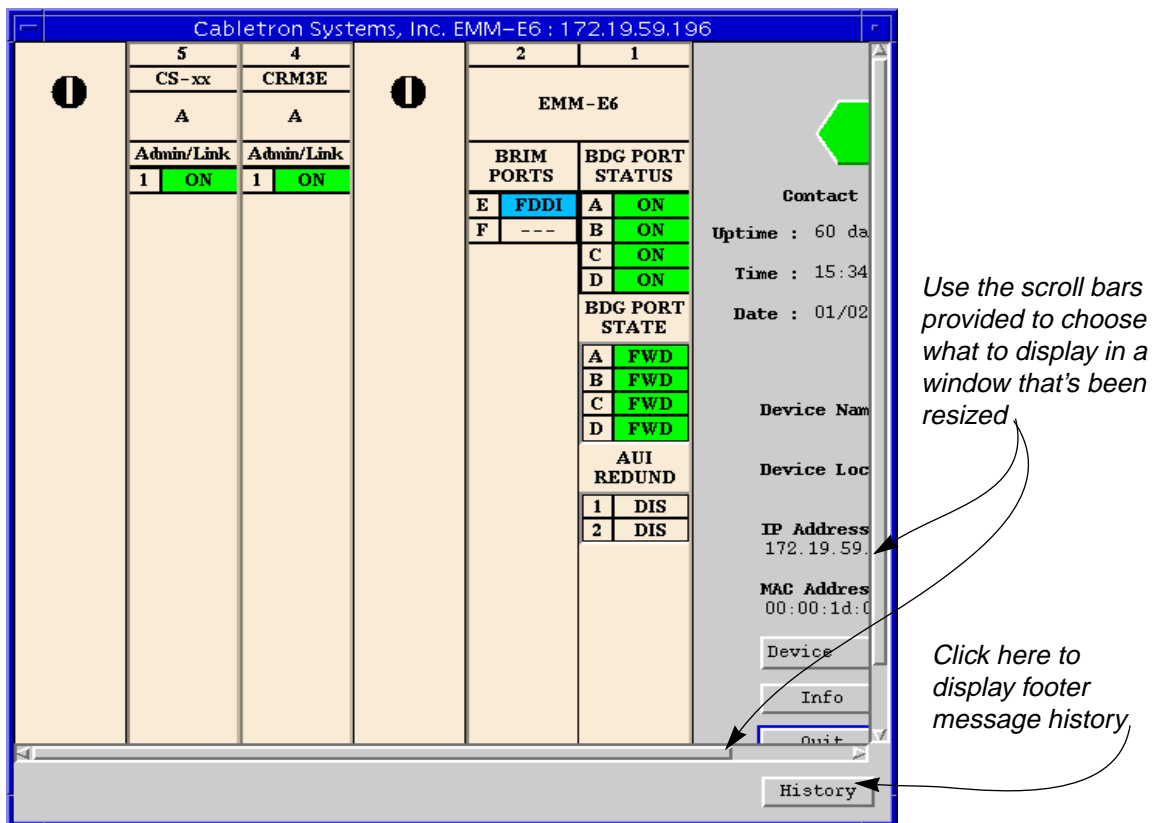 Cabletron Systems, Inc. EMM–E6 : 172.19.59.196
5 4 2 1
CS-xx CRM3E
EMM-E6
A A
Admin/Link Admin/Link
1 ON 1 ON
BRIM PORTS
E FDDI
F ---
BDG PORT STATUS
A ON
B ON
C ON
D ON
BDG PORT STATE
A FWD
B FWD
C FWD
D FWD
AUI REDUND
1 DIS
2 DIS
Contact
Uptime : 60 da
Time : 15:34
Date : 01/02
Device Nam
Device Loc
IP Address
172.19.59.
MAC Addres
00:00:1d:0
Device
Info
Quit
History
Use the scroll bars
provided to choose
what to display in a
window that's been
resized
Click here to
display footer
message history